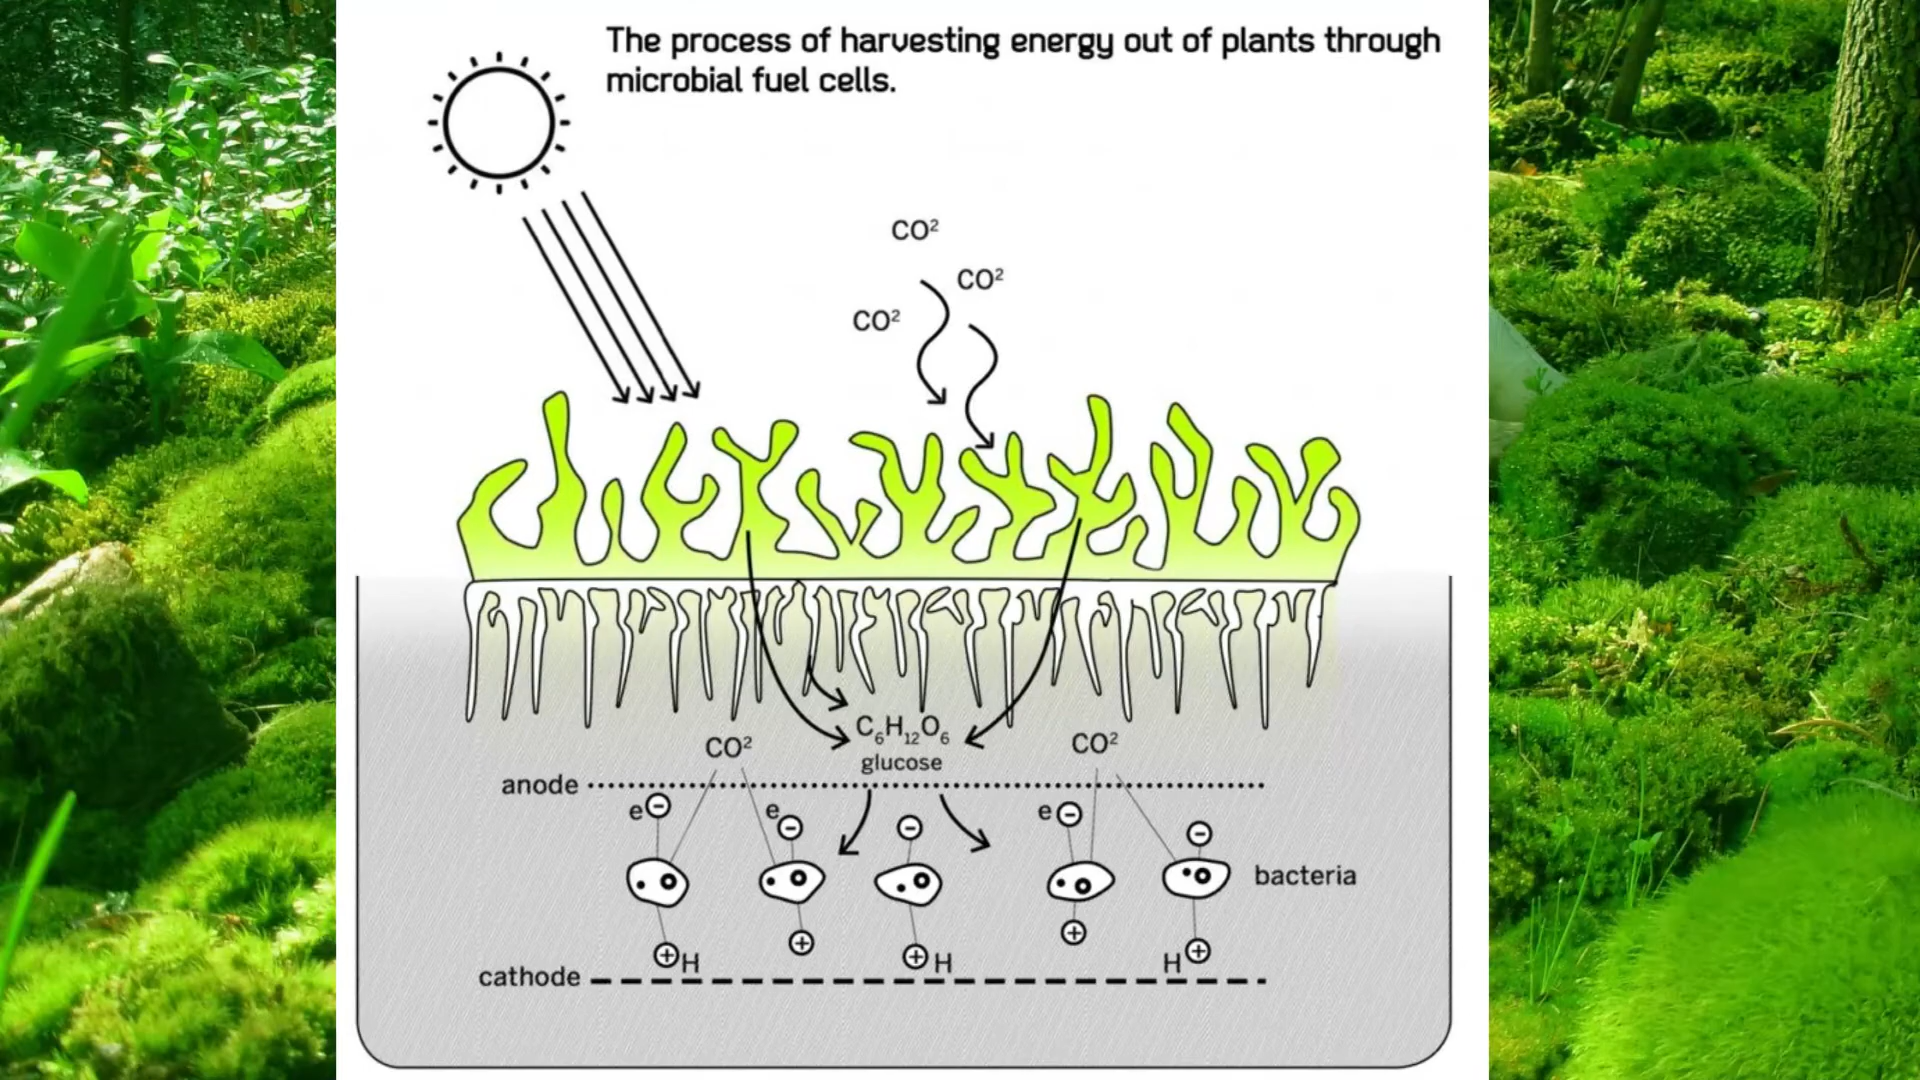 The process of harvesting energy out of plants through
microbial fuel cells.
CO²
CO²
CO²
C₆H₁₂O₆
glucose
CO²
CO²
anode
e
e
e
bacteria
H
H
H
cathode